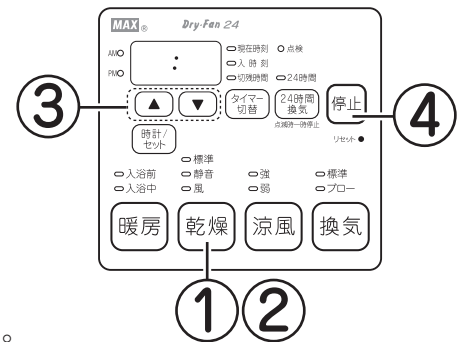 MAX® Dry-Fan 24
AM
PM
:
現在時刻 点検
入時刻
切残時間 24時間
③
▲ ▼
タイマー切替
24時間換気
点滅時一時停止
停止
④
時計/セット
リセット
標準
入浴前 静音 強 標準
入浴中 風 弱 ブロー
暖房 乾燥 涼風 換気
① ②
。